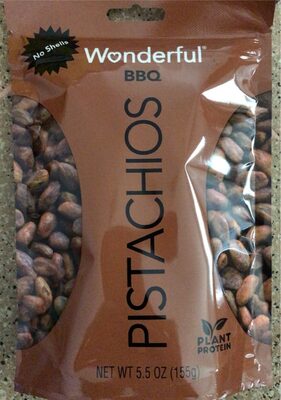 No Shells
Wonderful®
BBQ
PISTACHIOS
PLANT
PROTEIN
NET WT 5.5 OZ (155g)